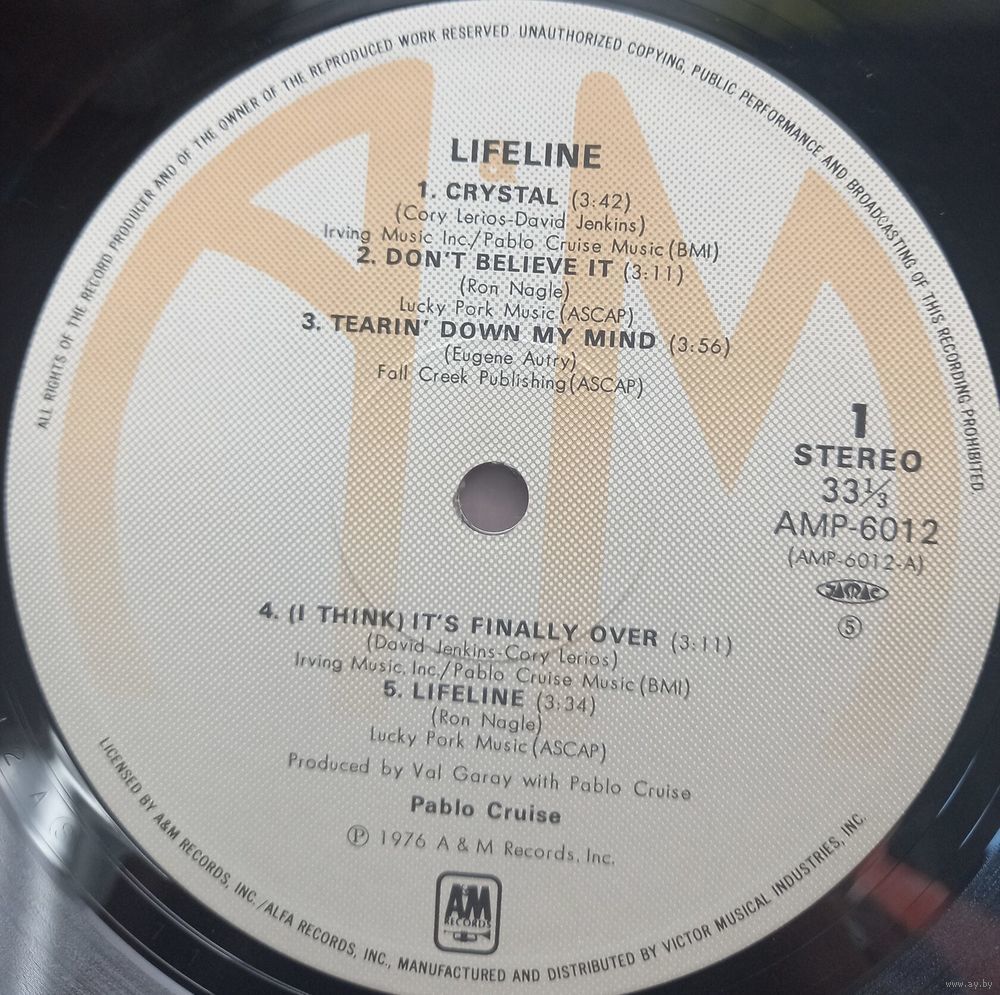 ALL RIGHTS OF THE RECORD PRODUCER AND OF THE OWNER OF THE REPRODUCED WORK RESERVED. UNAUTHORIZED COPYING, PUBLIC PERFORMANCE AND BROADCASTING OF THIS RECORDING PROHIBITED
LIFELINE
1. CRYSTAL (3:42)
(Cory Lerios-David Jenkins)
Irving Music Inc./Pablo Cruise Music (BMI)
2. DON'T BELIEVE IT (3:11)
(Ron Nagle)
Lucky Pork Music (ASCAP)
3. TEARIN' DOWN MY MIND (3:56)
(Eugene Autry)
Fall Creek Publishing (ASCAP)
1
STEREO
33⅓
AMP-6012
(AMP-6012-A)
JASRAC
⑤
4. (I THINK) IT'S FINALLY OVER (3:11)
(David Jenkins-Cory Lerios)
Irving Music, Inc./Pablo Cruise Music (BMI)
5. LIFELINE (3:34)
(Ron Nagle)
Lucky Pork Music (ASCAP)
Produced by Val Garay with Pablo Cruise
Pablo Cruise
℗ 1976 A & M Records, Inc.
A&M
RECORDS
LICENSED BY A&M RECORDS, INC./ALFA RECORDS, INC., MANUFACTURED AND DISTRIBUTED BY VICTOR MUSICAL INDUSTRIES, INC.
www.ay.by